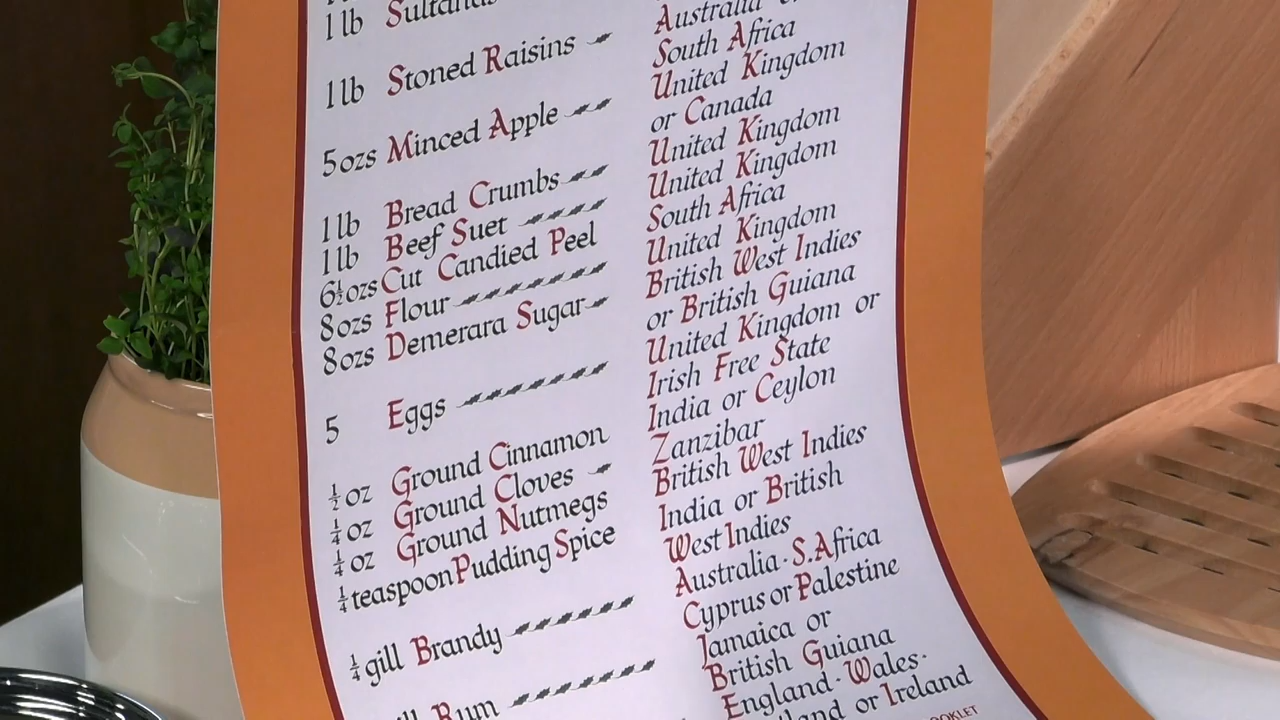 1 lb Sultanas
1 lb Stoned Raisins Australia
South Africa
5 ozs Minced Apple United Kingdom
or Canada
1 lb Bread Crumbs United Kingdom
1 lb Beef Suet United Kingdom
6½ ozs Cut Candied Peel South Africa
8 ozs Flour United Kingdom
8 ozs Demerara Sugar British West Indies
or British Guiana
5 Eggs United Kingdom or
Irish Free State
½ oz Ground Cinnamon India or Ceylon
¼ oz Ground Cloves Zanzibar
¼ oz Ground Nutmegs British West Indies
¼ teaspoon Pudding Spice India or British
West Indies
¼ gill Brandy Australia - S. Africa
Cyprus or Palestine
Rum Jamaica or
British Guiana
England - Wales -
or Ireland